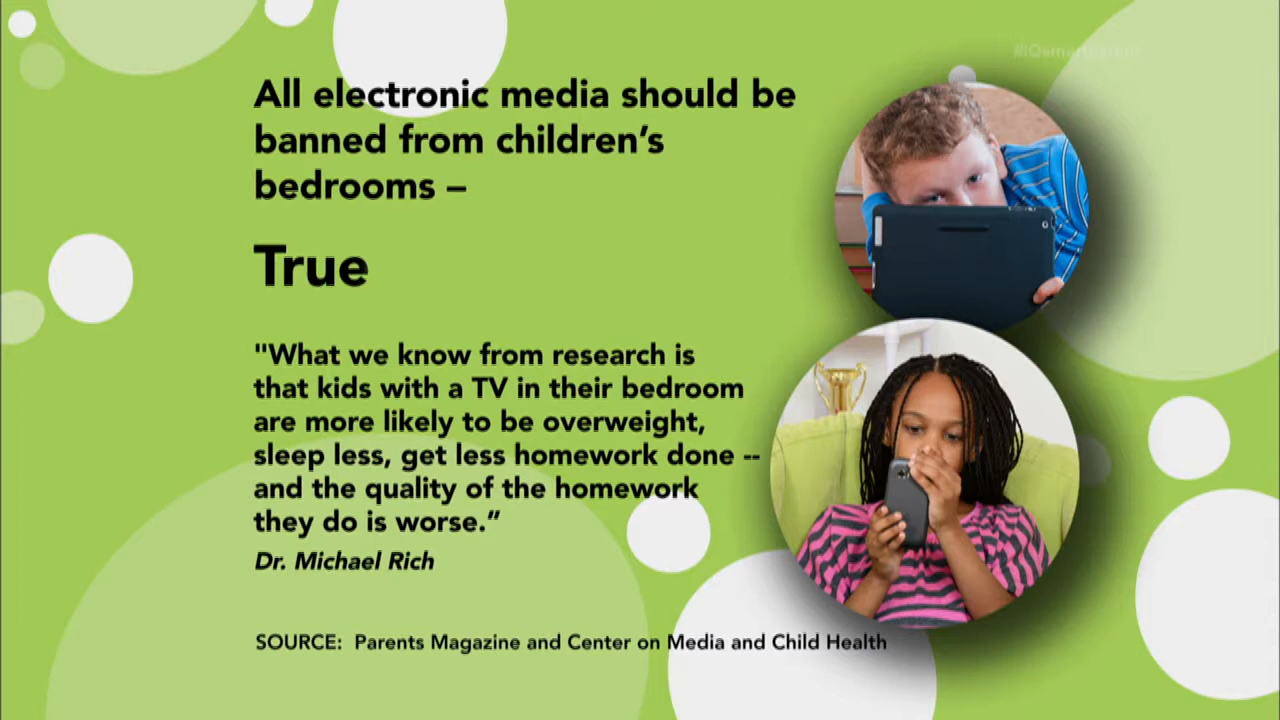 #iQsmartparent
All electronic media should be
banned from children’s
bedrooms –
True
"What we know from research is
that kids with a TV in their bedroom
are more likely to be overweight,
sleep less, get less homework done --
and the quality of the homework
they do is worse.”
Dr. Michael Rich
SOURCE: Parents Magazine and Center on Media and Child Health